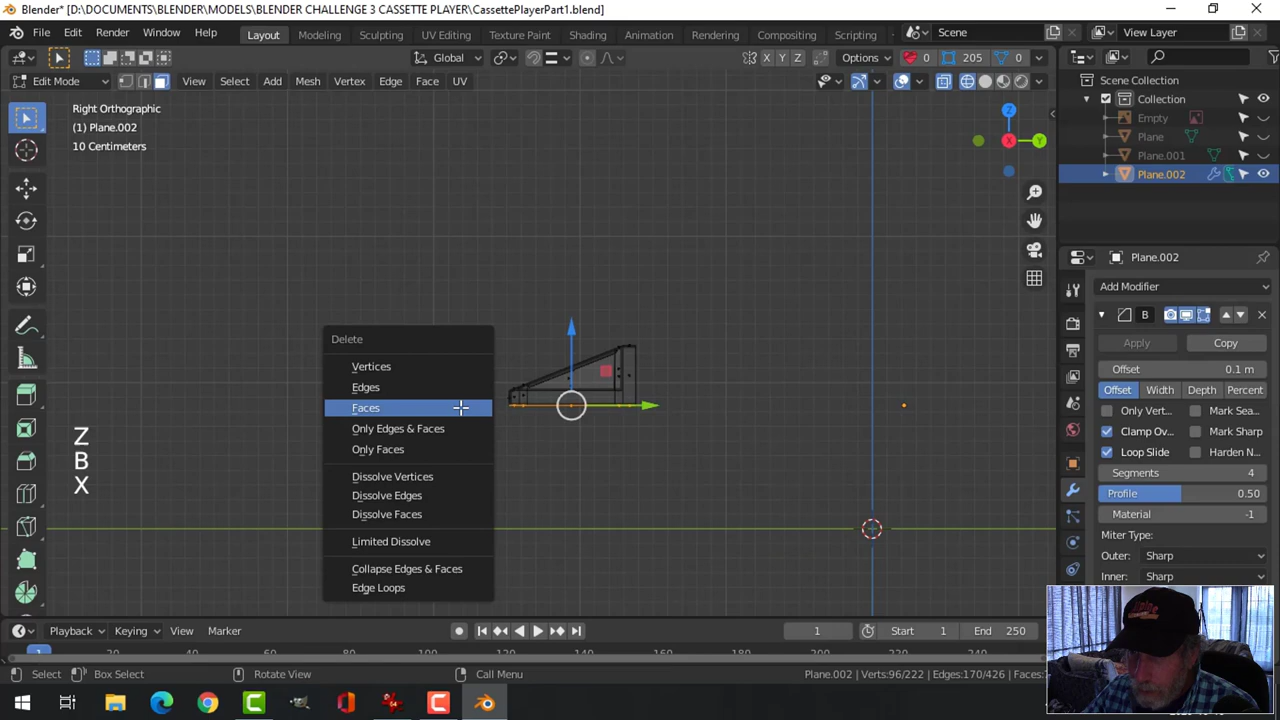 Blender* [D:\DOCUMENTS\BLENDER\MODELS\BLENDER CHALLENGE 3 CASSETTE PLAYER\CassettePlayerPart1.blend]
File Edit Render Window Help Layout Modeling Sculpting UV Editing Texture Paint Shading Animation Rendering Compositing Scripting Scene View Layer
Global X Y Z Options 0 205 0
Edit Mode View Select Add Mesh Vertex Edge Face UV
Right Orthographic
(1) Plane.002
10 Centimeters
Z
X
Y
Scene Collection
Collection
Empty
Plane
Plane.001
Plane.002
Plane.002
Add Modifier
B
Apply Copy
Offset 0.1 m
Offset Width Depth Percent
Only Vert... Mark Sea...
Clamp Ov... Mark Sharp
Loop Slide Harden N...
Segments 4
Profile 0.50
Material -1
Miter Type:
Outer: Sharp
Inner: Sharp
Delete
Vertices
Edges
Faces
Only Edges & Faces
Only Faces
Dissolve Vertices
Dissolve Edges
Dissolve Faces
Limited Dissolve
Collapse Edges & Faces
Edge Loops
Z
B
X
Playback Keying View Marker 1 Start 1 End 250
1 20 40 60 80 100 120 140 160 180 200 220 240
Select Box Select Rotate View Call Menu Plane.002 | Verts:96/222 | Edges:170/426 | Faces: